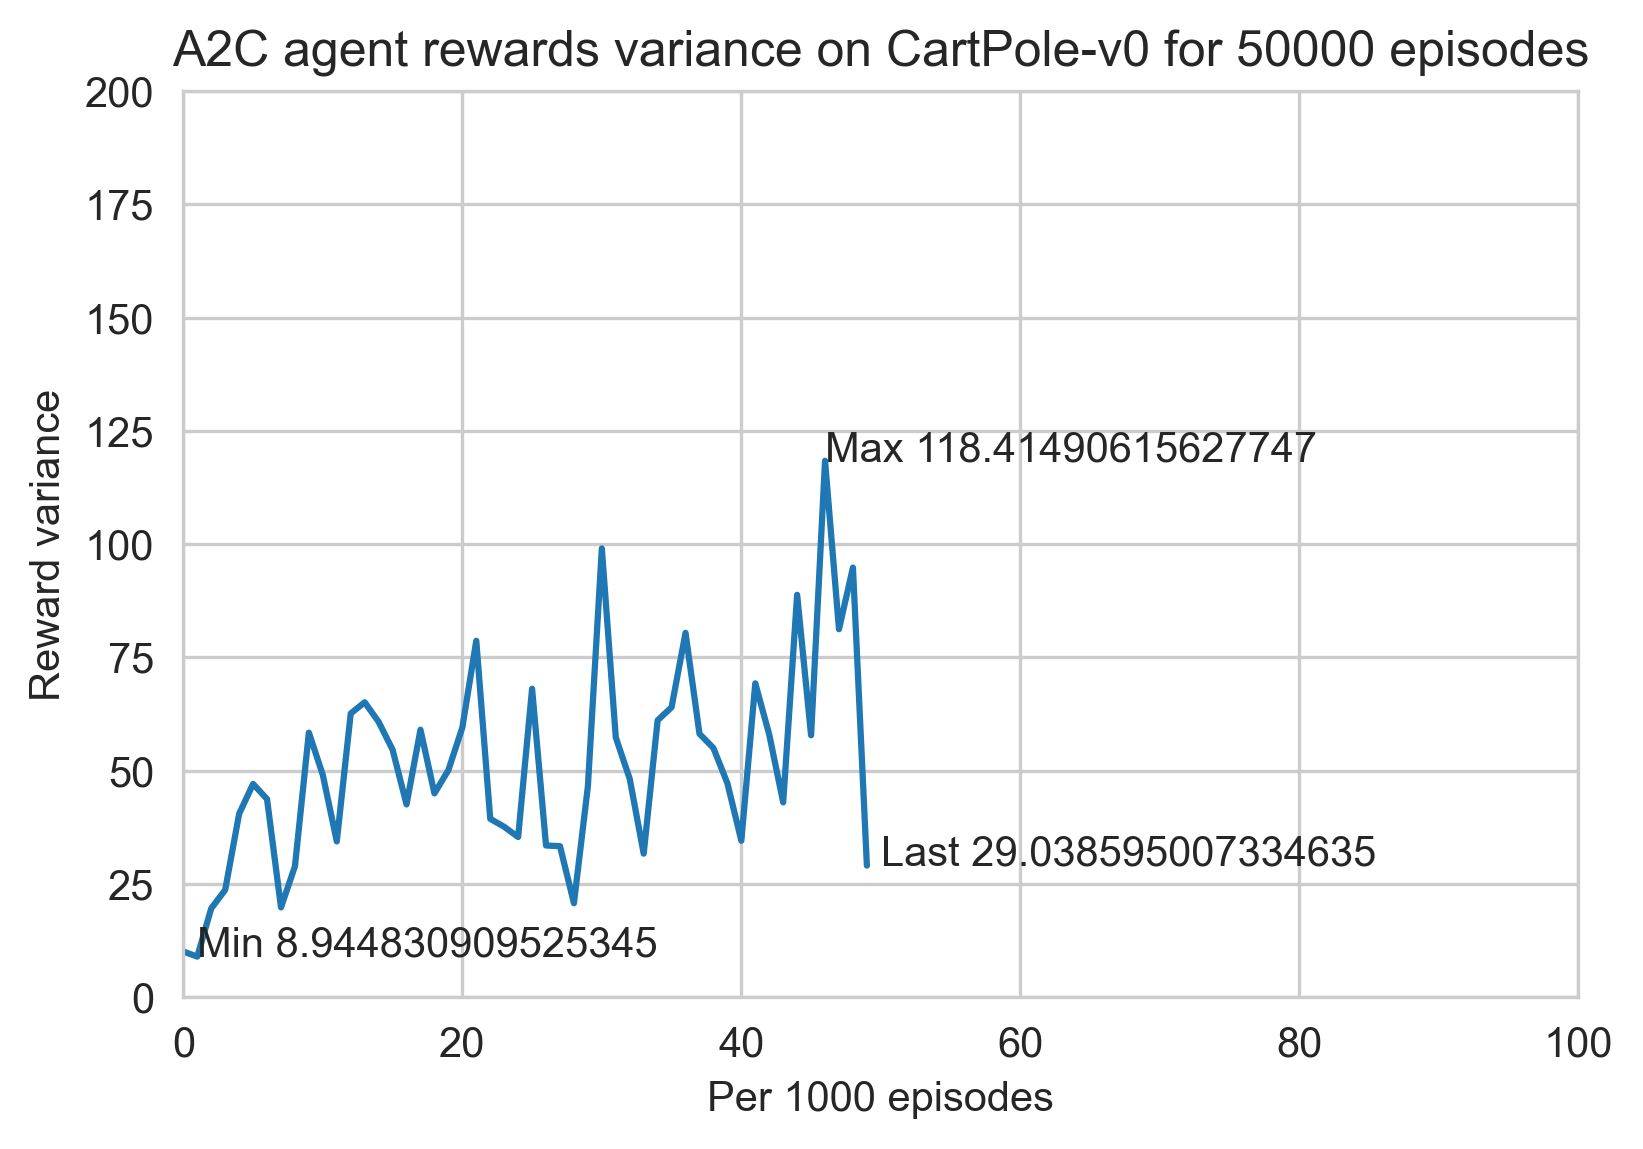 A2C agent rewards variance on CartPole-v0 for 50000 episodes
200
175
150
125
100
75
50
25
0
Reward variance
Max 118.41490615627747
Last 29.038595007334635
Min 8.944830909525345
0 20 40 60 80 100
Per 1000 episodes